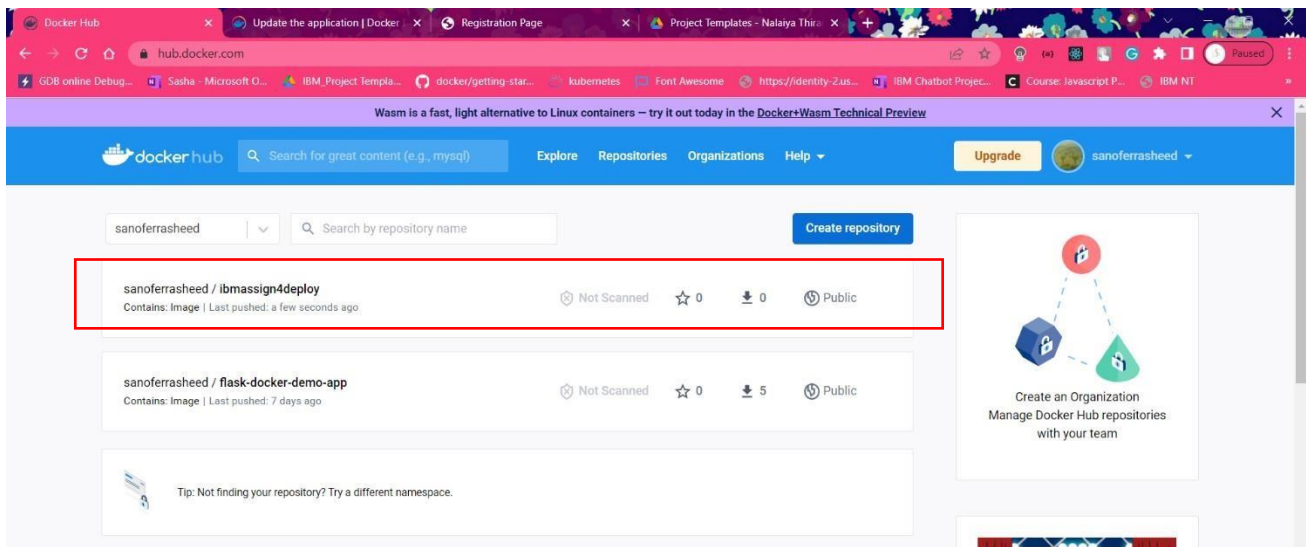 Docker Hub
Update the application | Docker
Registration Page
Project Templates - Nalaiya Thira
hub.docker.com
Paused
GDB online Debug...
Sasha - Microsoft O...
IBM_Project Templa...
docker/getting-star...
kubernetes
Font Awesome
https://identity-2.us...
IBM Chatbot Projec...
Course: Javascript P...
IBM NT
Wasm is a fast, light alternative to Linux containers — try it out today in the Docker+Wasm Technical Preview
dockerhub
Search for great content (e.g., mysql)
Explore
Repositories
Organizations
Help
Upgrade
sanoferrasheed
sanoferrasheed
Search by repository name
Create repository
sanoferrasheed / ibmassign4deploy
Contains: Image | Last pushed: a few seconds ago
Not Scanned
0
0
Public
sanoferrasheed / flask-docker-demo-app
Contains: Image | Last pushed: 7 days ago
Not Scanned
0
5
Public
Create an Organization
Manage Docker Hub repositories
with your team
Tip: Not finding your repository? Try a different namespace.